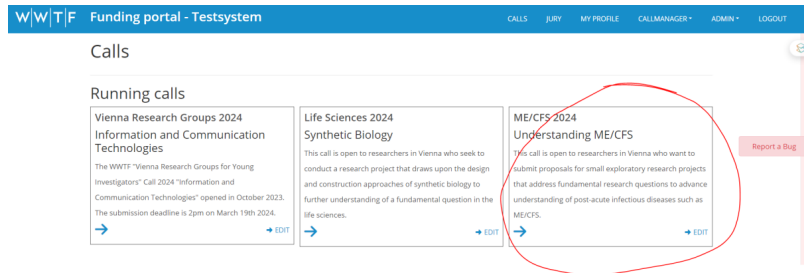 WWTF Funding portal - Testsystem
CALLS JURY MY PROFILE CALLMANAGER ADMIN LOGOUT
Calls
Running calls
Vienna Research Groups 2024
Information and Communication
Technologies
The WWTF "Vienna Research Groups for Young
Investigators" Call 2024 "Information and
Communication Technologies" opened in October 2023.
The submission deadline is 2pm on March 19th 2024.
EDIT
Life Sciences 2024
Synthetic Biology
This call is open to researchers in Vienna who seek to
conduct a research project that draws upon the design
and construction approaches of synthetic biology to
further understanding of a fundamental question in the
life sciences.
EDIT
ME/CFS 2024
Understanding ME/CFS
This call is open to researchers in Vienna who want to
submit proposals for small exploratory research projects
that address fundamental research questions to advance
understanding of post-acute infectious diseases such as
ME/CFS.
EDIT
Report a Bug